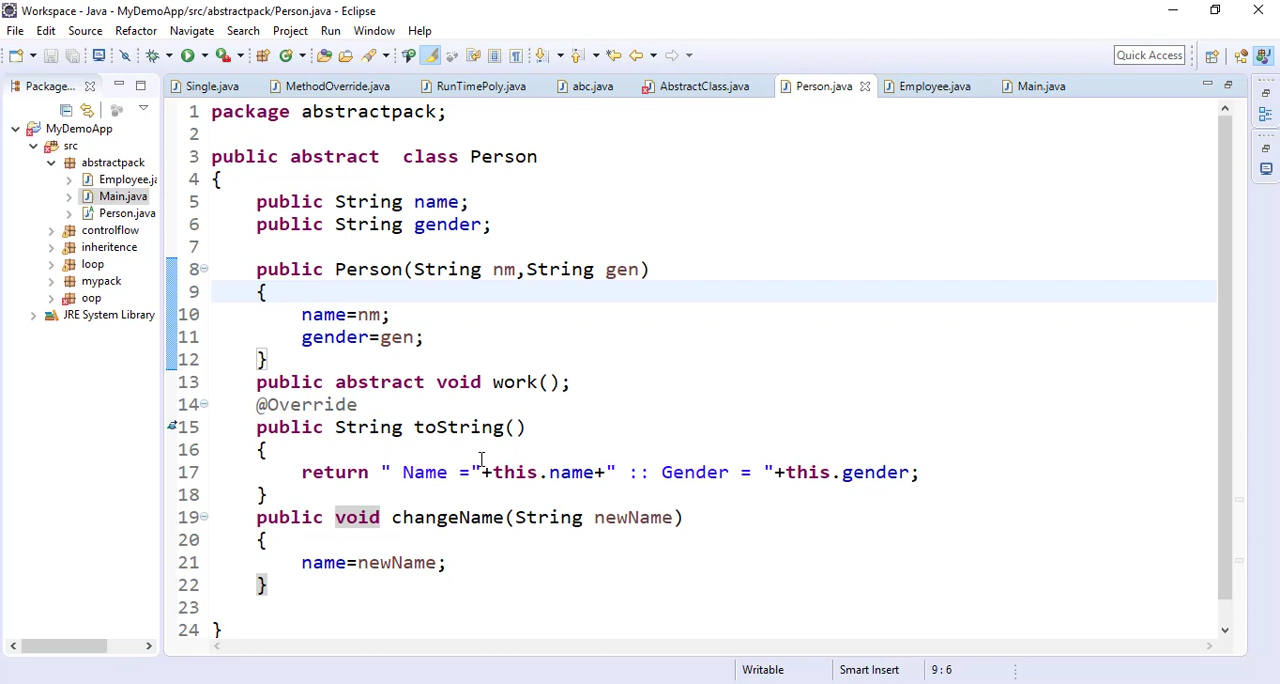 Workspace - Java - MyDemoApp/src/abstractpack/Person.java - Eclipse
File Edit Source Refactor Navigate Search Project Run Window Help
Quick Access
Package...
Single.java MethodOverride.java RunTimePoly.java abc.java AbstractClass.java Person.java Employee.java Main.java
MyDemoApp
src
abstractpack
Employee.ja
Main.java
Person.java
controlflow
inheritence
loop
mypack
oop
JRE System Library
1 package abstractpack;
2
3 public abstract  class Person
4 {
5     public String name;
6     public String gender;
7
8     public Person(String nm,String gen)
9     {
10         name=nm;
11         gender=gen;
12     }
13     public abstract void work();
14     @Override
15     public String toString()
16     {
17         return " Name ="+this.name+" :: Gender = "+this.gender;
18     }
19     public void changeName(String newName)
20     {
21         name=newName;
22     }
23
24 }
Writable Smart Insert 9 : 6